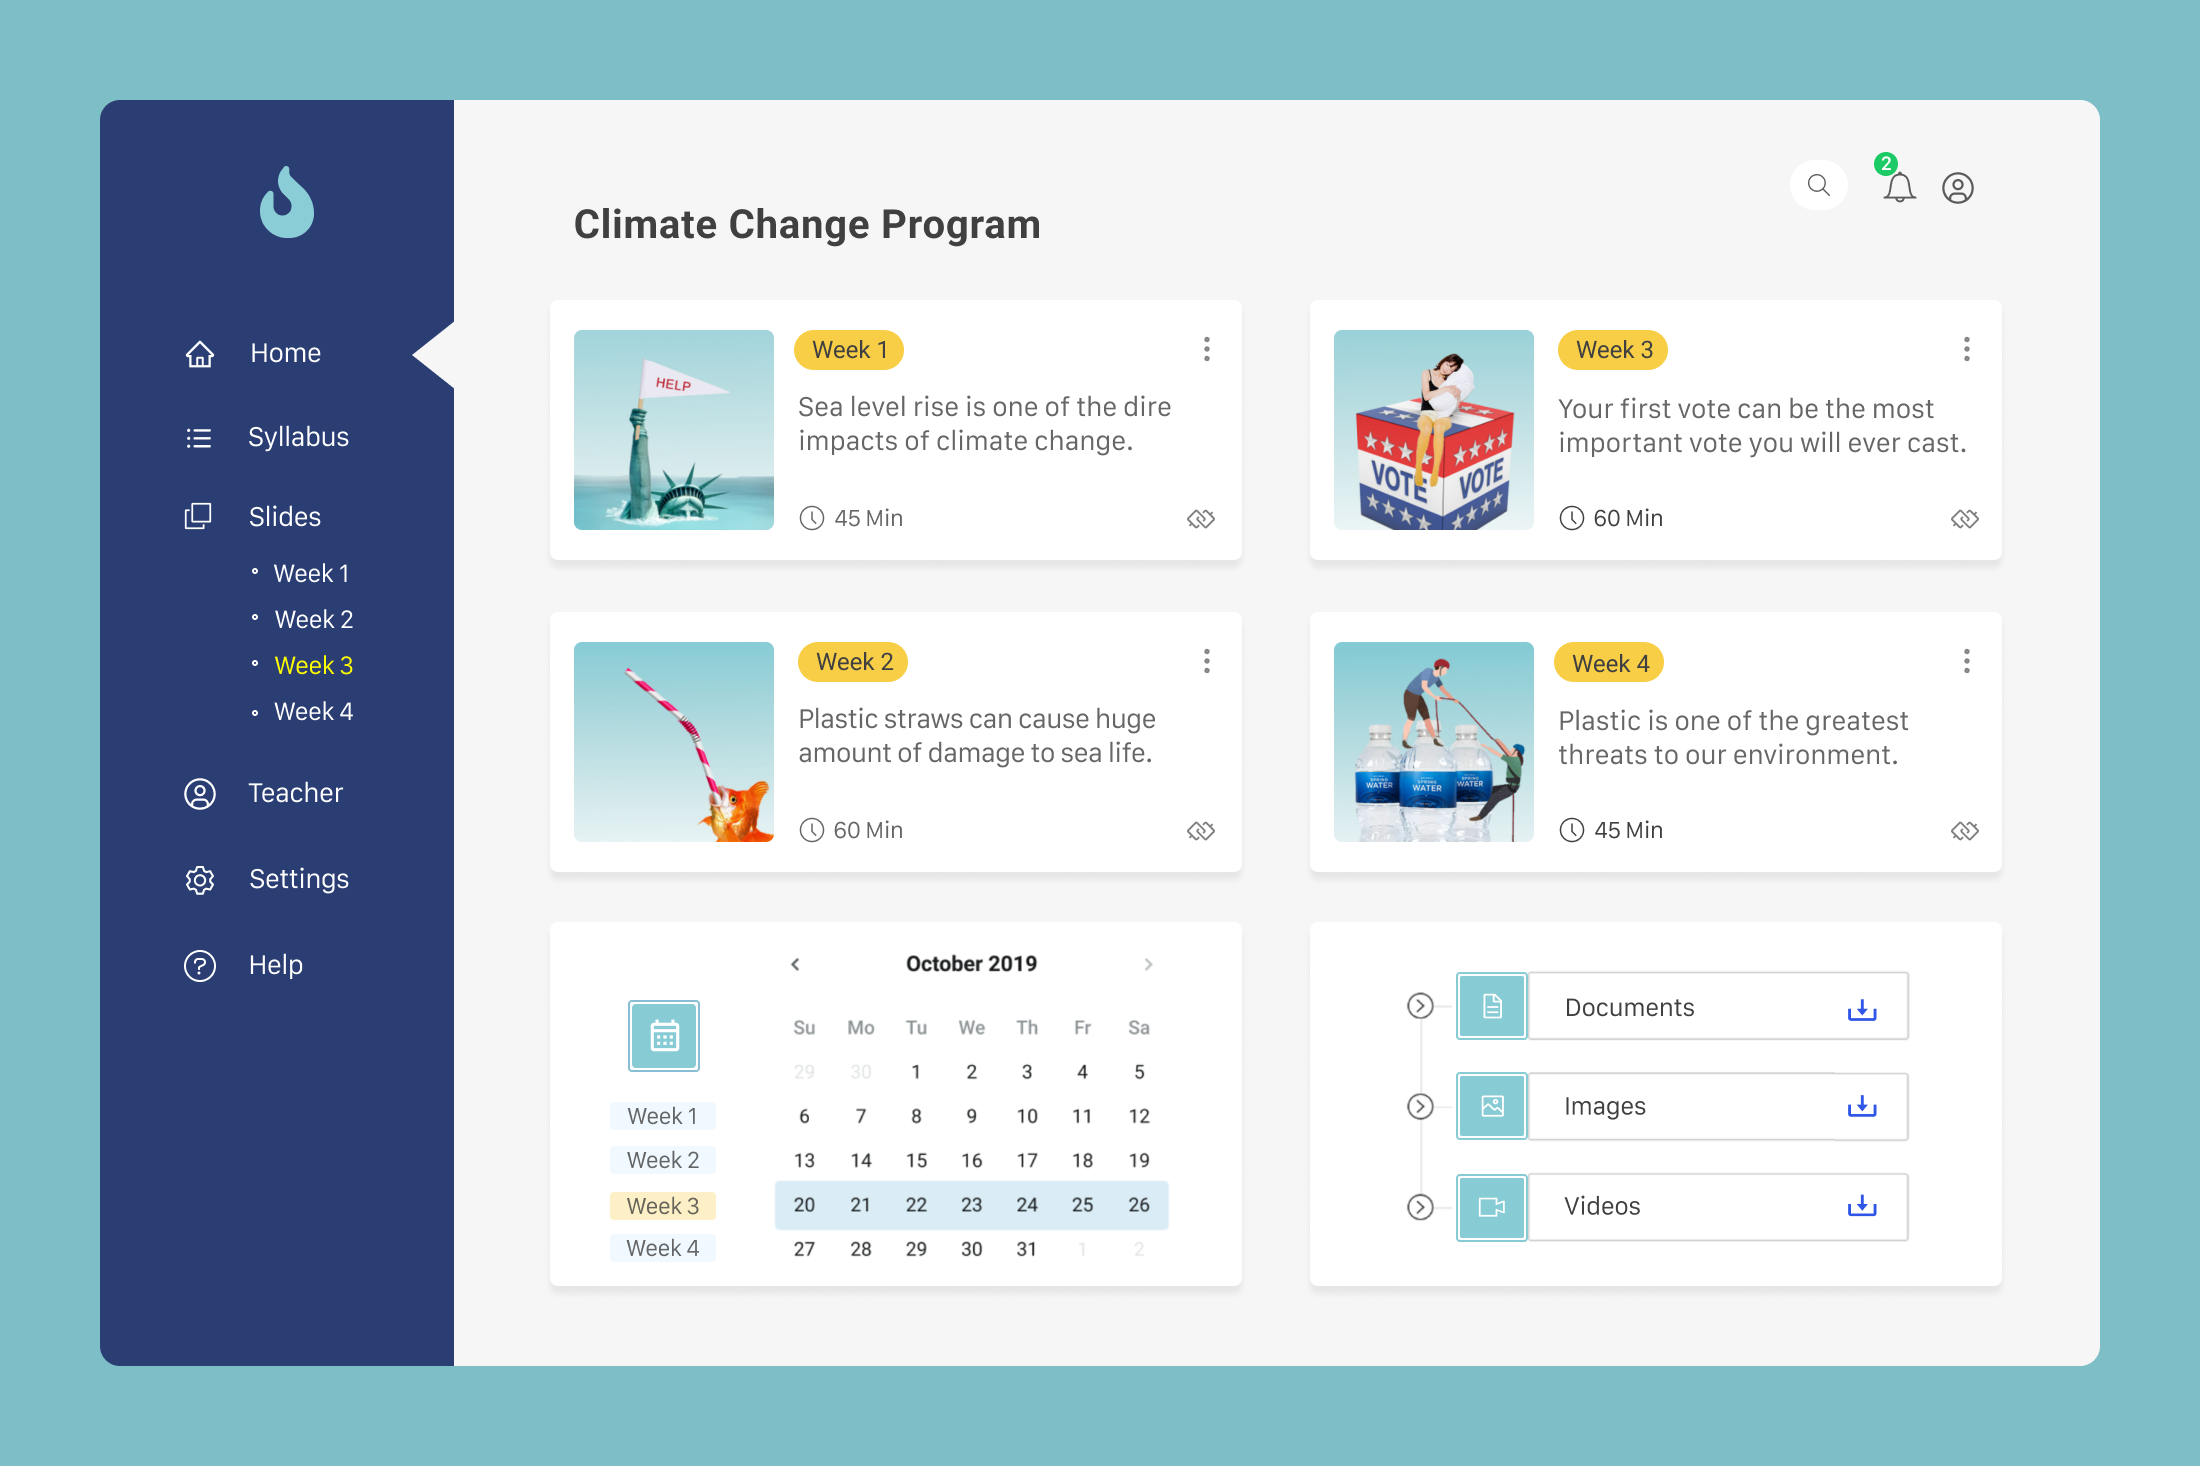 2
Climate Change Program
Home
Syllabus
Slides
Week 1
Week 2
Week 3
Week 4
Teacher
Settings
Help
HELP
Week 1
Sea level rise is one of the dire
impacts of climate change.
45 Min
VOTE VOTE
Week 3
Your first vote can be the most
important vote you will ever cast.
60 Min
Week 2
Plastic straws can cause huge
amount of damage to sea life.
60 Min
SPRING WATER
SPRING WATER
SPRING WATER
Week 4
Plastic is one of the greatest
threats to our environment.
45 Min
Week 1
Week 2
Week 3
Week 4
October 2019
Su Mo Tu We Th Fr Sa
29 30 1 2 3 4 5
6 7 8 9 10 11 12
13 14 15 16 17 18 19
20 21 22 23 24 25 26
27 28 29 30 31 1 2
Documents
Images
Videos